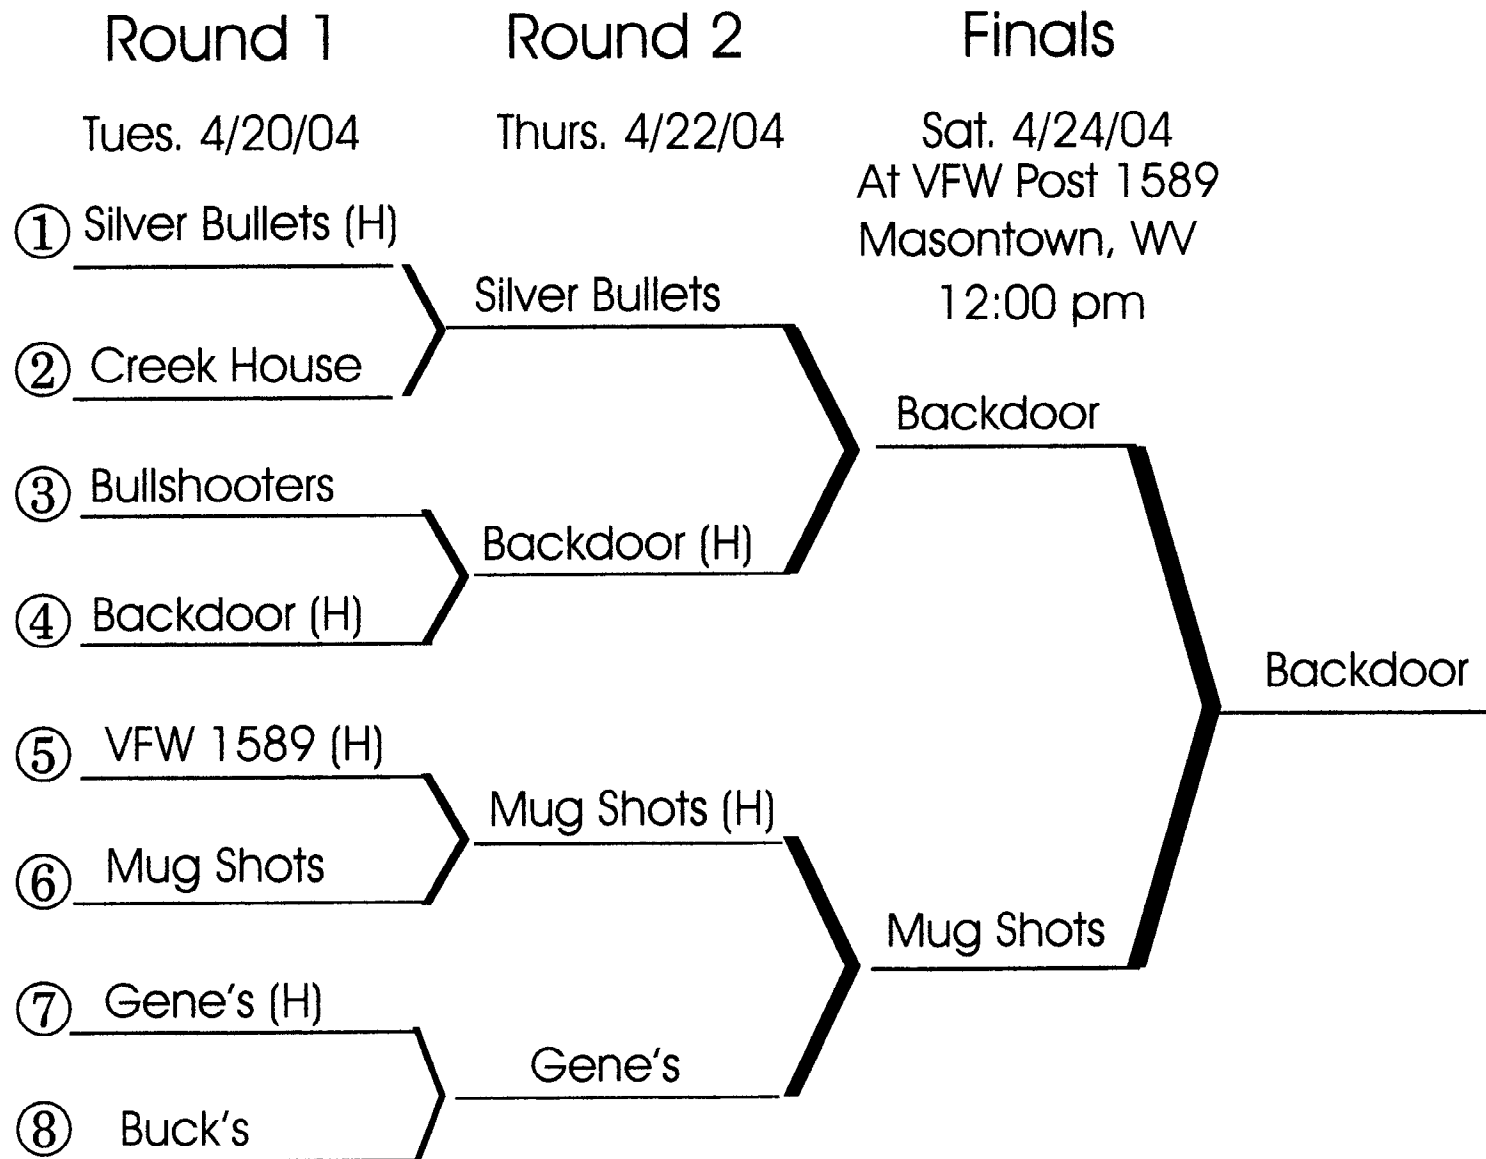 Round 1
Round 2
Finals
Tues. 4/20/04
Thurs. 4/22/04
Sat. 4/24/04
At VFW Post 1589
Masontown, WV
12:00 pm
① Silver Bullets (H)
② Creek House
③ Bullshooters
④ Backdoor (H)
⑤ VFW 1589 (H)
⑥ Mug Shots
⑦ Gene's (H)
⑧ Buck's
Silver Bullets
Backdoor (H)
Mug Shots (H)
Gene's
Backdoor
Mug Shots
Backdoor